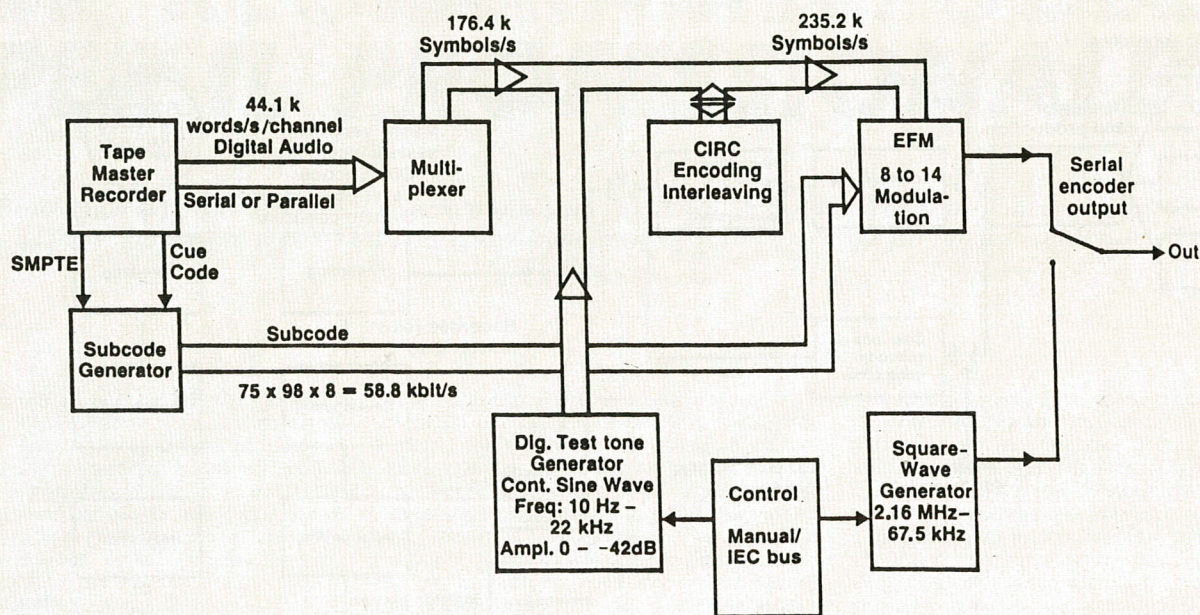 176.4 k
Symbols/s
235.2 k
Symbols/s
44.1 k
words/s/channel
Digital Audio
Serial or Parallel
Tape
Master
Recorder
Multi-
plexer
CIRC
Encoding
Interleaving
EFM
8 to 14
Modula-
tion
Serial
encoder
output
Out
SMPTE
Cue
Code
Subcode
Generator
Subcode
75 x 98 x 8 = 58.8 kbit/s
Dig. Test tone
Generator
Cont. Sine Wave
Freq: 10 Hz –
22 kHz
Ampl. 0 – -42dB
Control
Manual/
IEC bus
Square-
Wave
Generator
2.16 MHz–
67.5 kHz